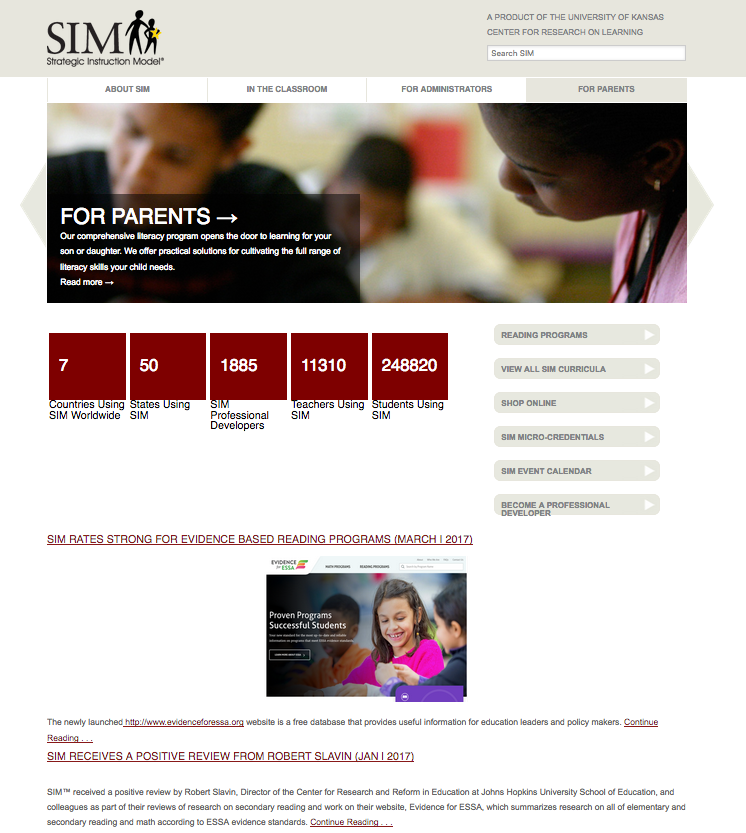 SIM
Strategic Instruction Model®
A PRODUCT OF THE UNIVERSITY OF KANSAS
CENTER FOR RESEARCH ON LEARNING
Search SIM
ABOUT SIM
IN THE CLASSROOM
FOR ADMINISTRATORS
FOR PARENTS
FOR PARENTS →
Our comprehensive literacy program opens the door to learning for your
son or daughter. We offer practical solutions for cultivating the full range of
literacy skills your child needs.
Read more →
7
Countries Using
SIM Worldwide
50
States Using
SIM
1885
SIM
Professional
Developers
11310
Teachers Using
SIM
248820
Students Using
SIM
READING PROGRAMS
VIEW ALL SIM CURRICULA
SHOP ONLINE
SIM MICRO-CREDENTIALS
SIM EVENT CALENDAR
BECOME A PROFESSIONAL
DEVELOPER
SIM RATES STRONG FOR EVIDENCE BASED READING PROGRAMS (MARCH | 2017)
EVIDENCE
for ESSA
MATH PROGRAMS
READING PROGRAMS
Proven Programs
Successful Students
The newly launched http://www.evidenceforessa.org website is a free database that provides useful information for education leaders and policy makers. Continue
Reading . . .
SIM RECEIVES A POSITIVE REVIEW FROM ROBERT SLAVIN (JAN | 2017)
SIM™ received a positive review by Robert Slavin, Director of the Center for Research and Reform in Education at Johns Hopkins University School of Education, and
colleagues as part of their reviews of research on secondary reading and work on their website, Evidence for ESSA, which summarizes research on all of elementary and
secondary reading and math according to ESSA evidence standards. Continue Reading . . .